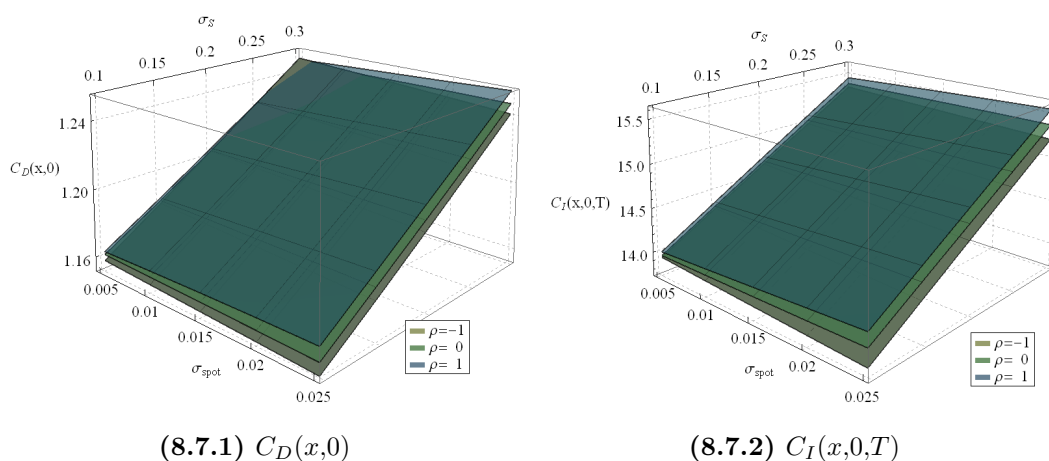 σ_S
0.1
0.15
0.2
0.25
0.3
1.24
C_D(x,0)
1.20
1.16
0.005
0.01
0.015
0.02
0.025
σ_spot
ρ=-1
ρ= 0
ρ= 1
(8.7.1) C_D(x,0)
σ_S
0.1
0.15
0.2
0.25
0.3
15.5
15.0
C_I(x,0,T)
14.5
14.0
0.005
0.01
0.015
0.02
0.025
σ_spot
ρ=-1
ρ= 0
ρ= 1
(8.7.2) C_I(x,0,T)